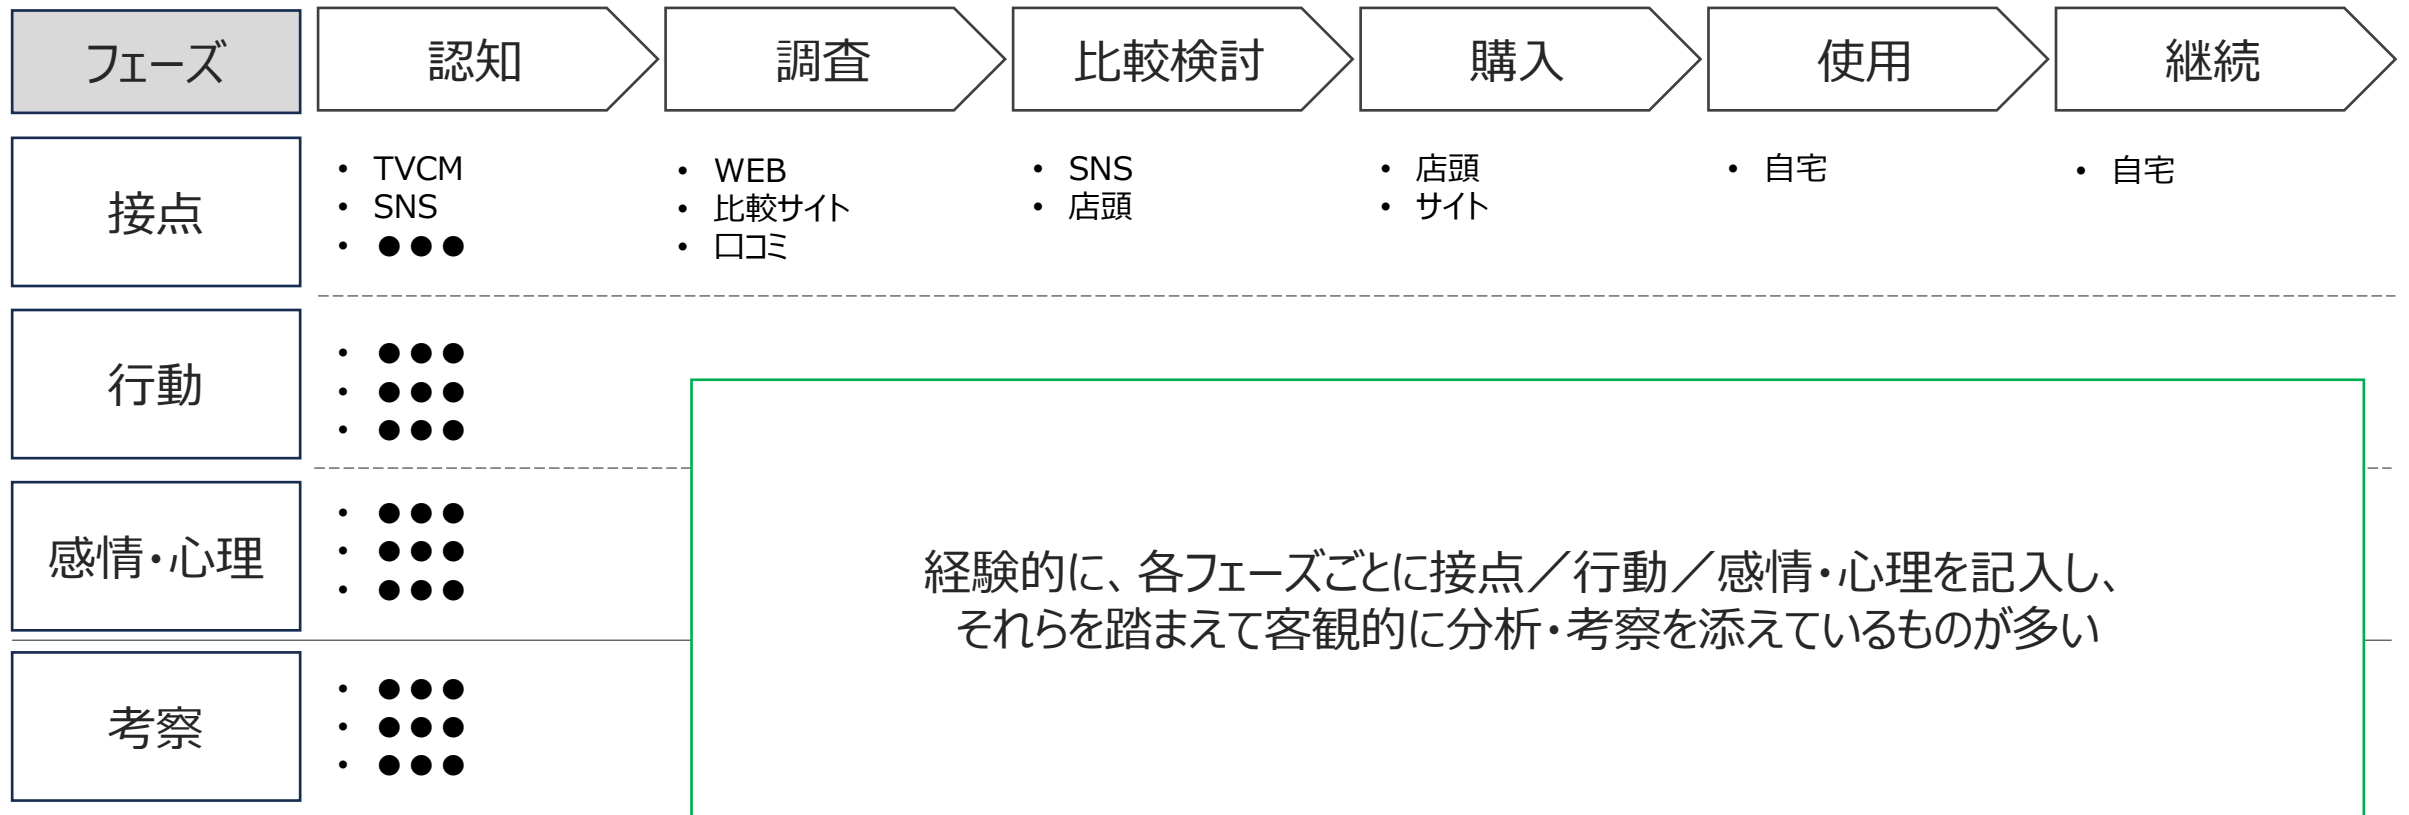 フェーズ
認知
調査
比較検討
購入
使用
継続
接点
• TVCM
• SNS
• ●●●
• WEB
• 比較サイト
• 口コミ
• SNS
• 店頭
• 店頭
• サイト
• 自宅
• 自宅
行動
• ●●●
• ●●●
• ●●●
感情・心理
• ●●●
• ●●●
• ●●●
考察
• ●●●
• ●●●
• ●●●
経験的に、各フェーズごとに接点／行動／感情・心理を記入し、
それらを踏まえて客観的に分析・考察を添えているものが多い